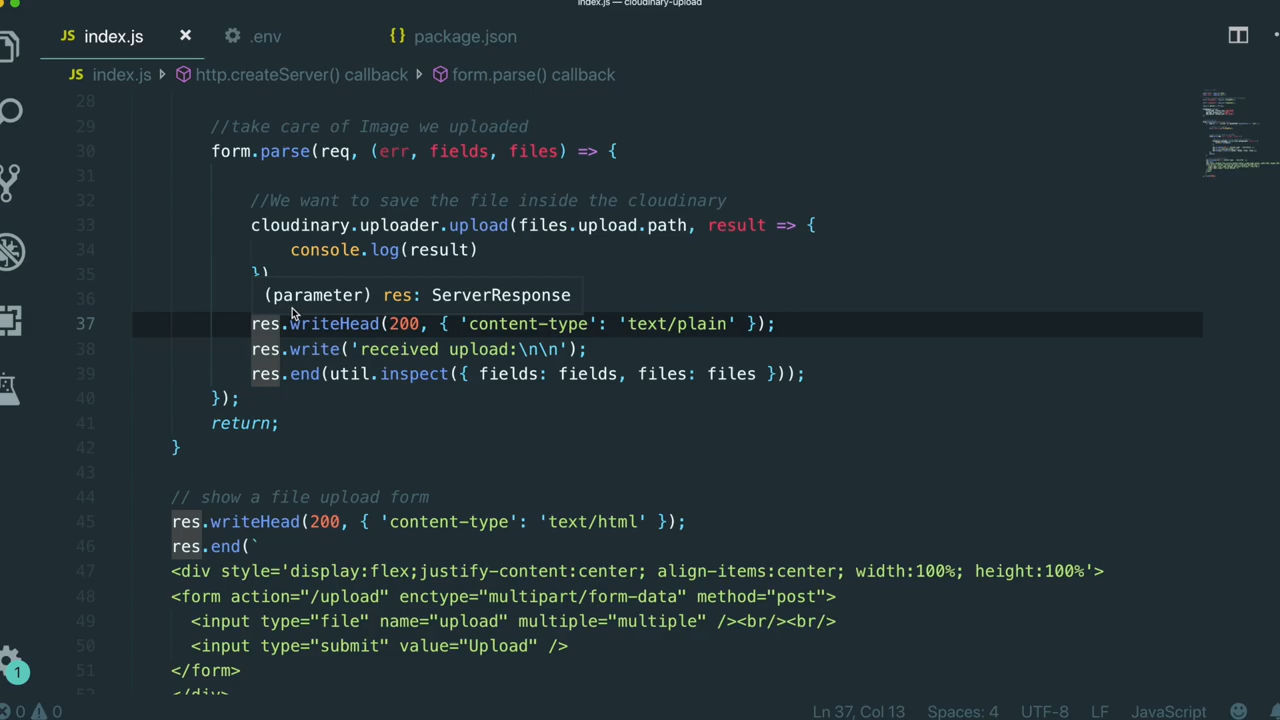 index.js — cloudinary-upload
JS index.js × .env {} package.json
JS index.js http.createServer() callback form.parse() callback
28
29 //take care of Image we uploaded
30 form.parse(req, (err, fields, files) => {
31
32 //We want to save the file inside the cloudinary
33 cloudinary.uploader.upload(files.upload.path, result => {
34 console.log(result)
35 })
(parameter) res: ServerResponse
36
37 res.writeHead(200, { 'content-type': 'text/plain' });
38 res.write('received upload:\n\n');
39 res.end(util.inspect({ fields: fields, files: files }));
40 });
41 return;
42 }
43
44 // show a file upload form
45 res.writeHead(200, { 'content-type': 'text/html' });
46 res.end(`
47 <div style='display:flex;justify-content:center; align-items:center; width:100%; height:100%'>
48 <form action="/upload" enctype="multipart/form-data" method="post">
49 <input type="file" name="upload" multiple="multiple" /><br/><br/>
50 <input type="submit" value="Upload" />
51 </form>
52 </div>
1
0 0 Ln 37, Col 13 Spaces: 4 UTF-8 LF JavaScript